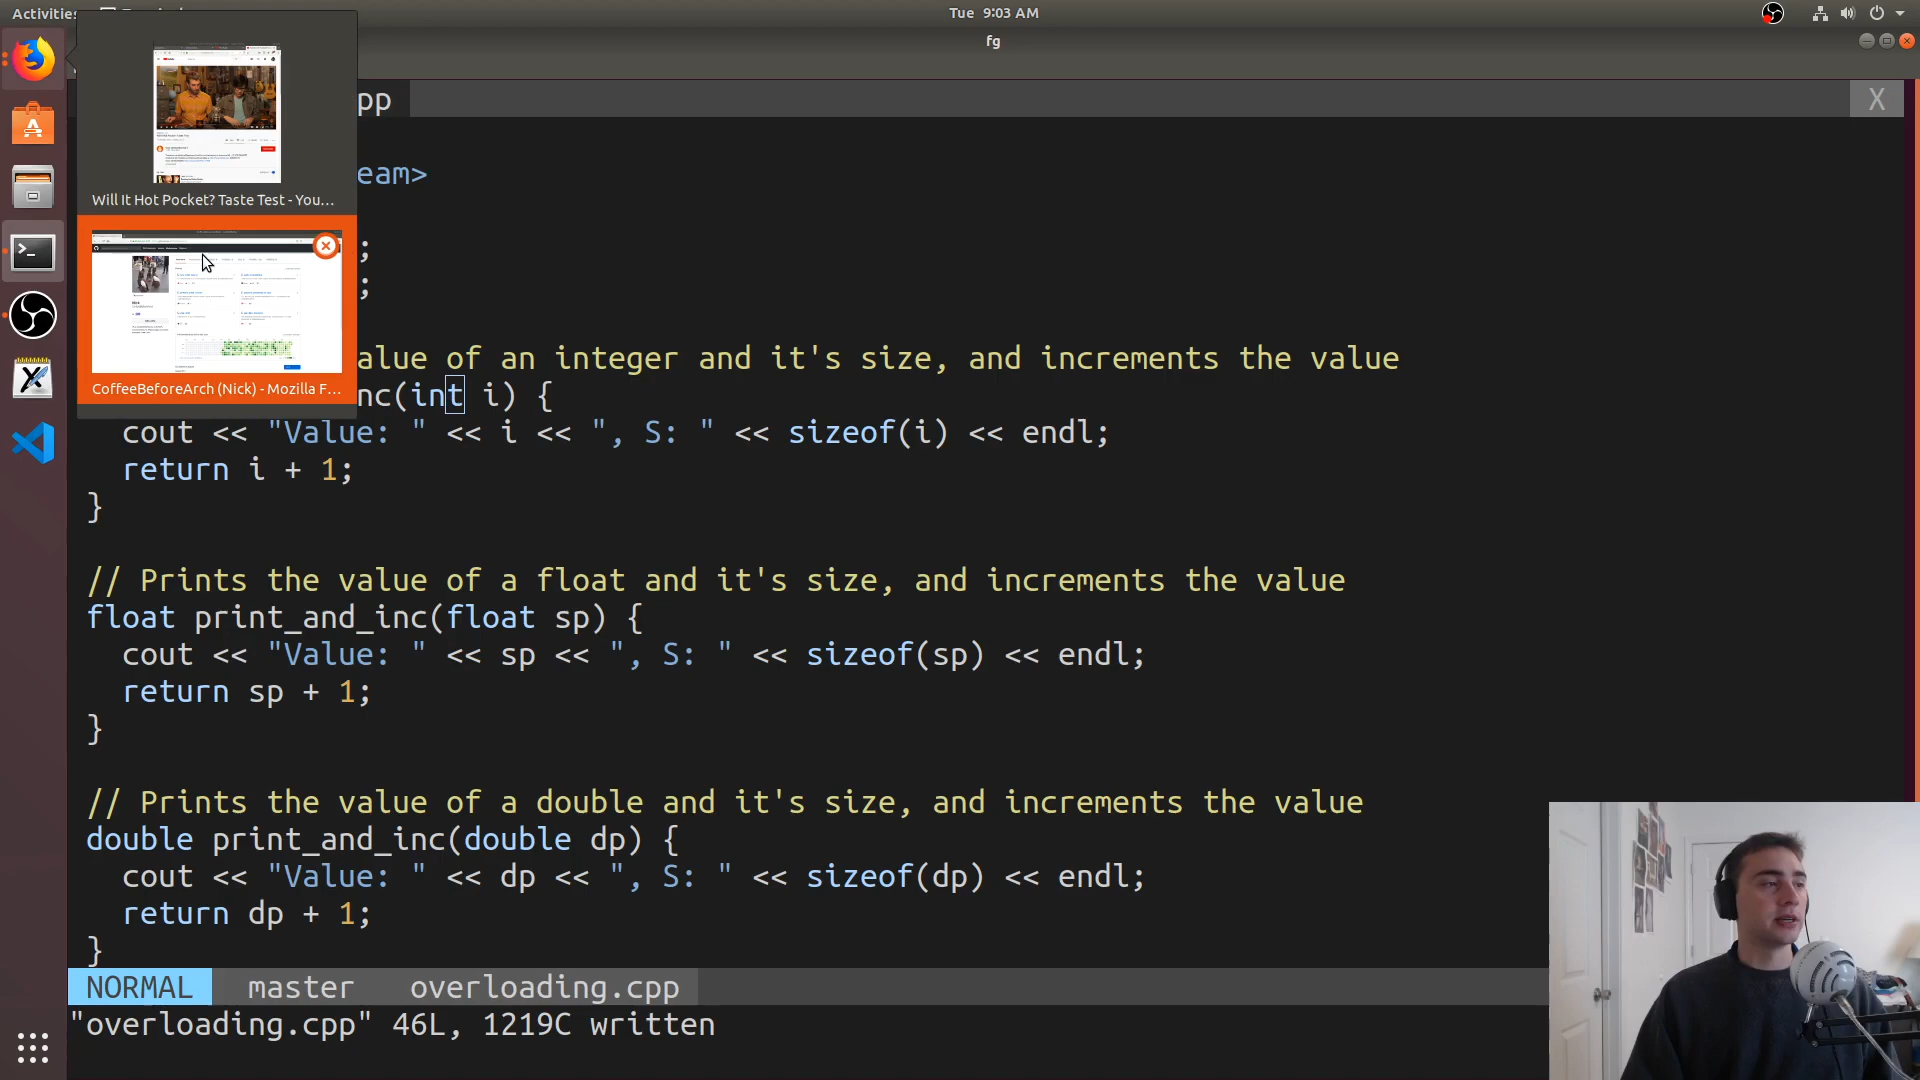 Activities
Tue 9:03 AM
fg
pp
X
Will It Hot Pocket? Taste Test - You...
CoffeeBeforeArch (Nick) - Mozilla F...
eam>
;
;
alue of an integer and it's size, and increments the value
nc(int i) {
cout << "Value: " << i << ", S: " << sizeof(i) << endl;
return i + 1;
}
// Prints the value of a float and it's size, and increments the value
float print_and_inc(float sp) {
cout << "Value: " << sp << ", S: " << sizeof(sp) << endl;
return sp + 1;
}
// Prints the value of a double and it's size, and increments the value
double print_and_inc(double dp) {
cout << "Value: " << dp << ", S: " << sizeof(dp) << endl;
return dp + 1;
}
NORMAL master overloading.cpp
"overloading.cpp" 46L, 1219C written